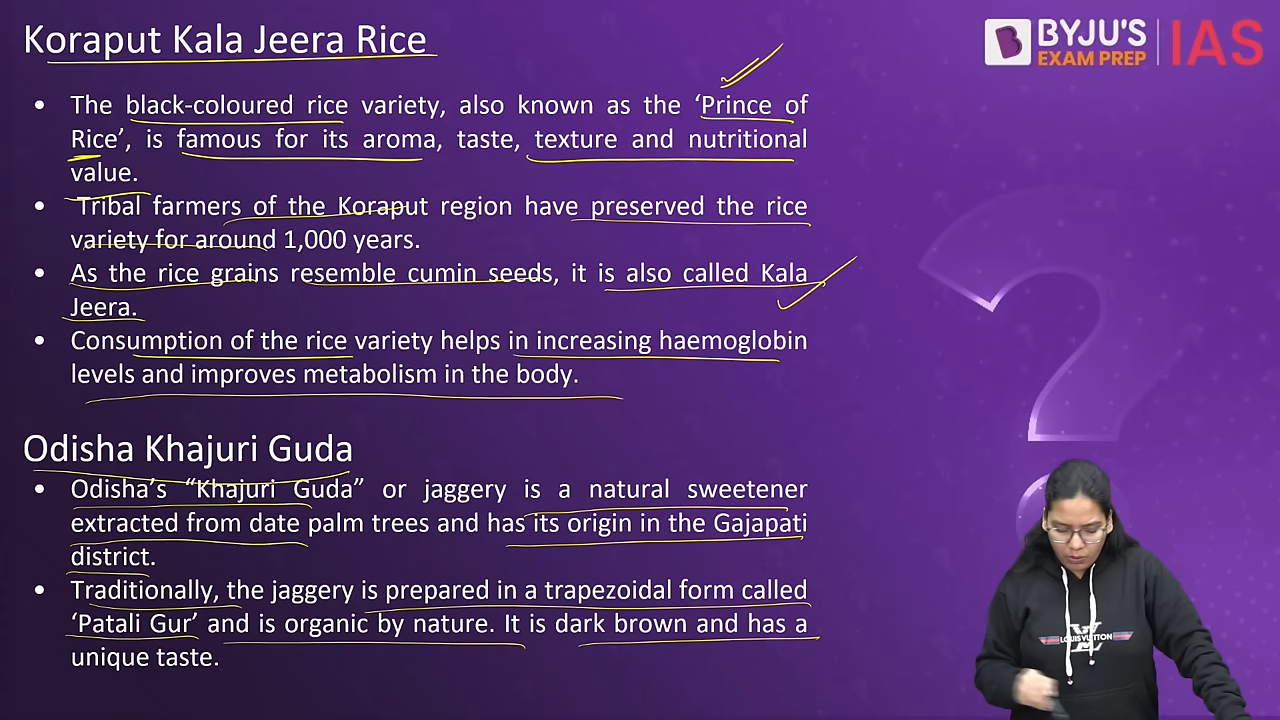 Koraput Kala Jeera Rice
BYJU'S
EXAM PREP
IAS
• The black-coloured rice variety, also known as the ‘Prince of
Rice’, is famous for its aroma, taste, texture and nutritional
value.
• Tribal farmers of the Koraput region have preserved the rice
variety for around 1,000 years.
• As the rice grains resemble cumin seeds, it is also called Kala
Jeera.
• Consumption of the rice variety helps in increasing haemoglobin
levels and improves metabolism in the body.
Odisha Khajuri Guda
• Odisha’s “Khajuri Guda” or jaggery is a natural sweetener
extracted from date palm trees and has its origin in the Gajapati
district.
• Traditionally, the jaggery is prepared in a trapezoidal form called
‘Patali Gur’ and is organic by nature. It is dark brown and has a
unique taste.
LOUIS VUITTON